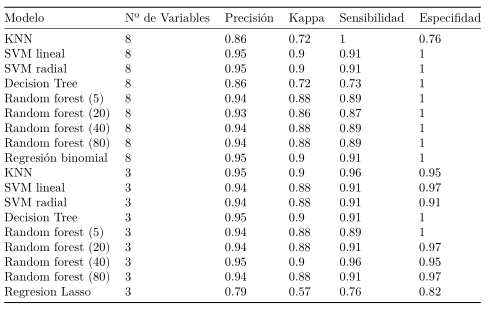 Modelo Nº de Variables Precisión Kappa Sensibilidad Especifidad
KNN 8 0.86 0.72 1 0.76
SVM lineal 8 0.95 0.9 0.91 1
SVM radial 8 0.95 0.9 0.91 1
Decision Tree 8 0.86 0.72 0.73 1
Random forest (5) 8 0.94 0.88 0.89 1
Random forest (20) 8 0.93 0.86 0.87 1
Random forest (40) 8 0.94 0.88 0.89 1
Random forest (80) 8 0.94 0.88 0.89 1
Regresión binomial 8 0.95 0.9 0.91 1
KNN 3 0.95 0.9 0.96 0.95
SVM lineal 3 0.94 0.88 0.91 0.97
SVM radial 3 0.94 0.88 0.91 0.91
Decision Tree 3 0.95 0.9 0.91 1
Random forest (5) 3 0.94 0.88 0.89 1
Random forest (20) 3 0.94 0.88 0.91 0.97
Random forest (40) 3 0.95 0.9 0.96 0.95
Random forest (80) 3 0.94 0.88 0.91 0.97
Regresion Lasso 3 0.79 0.57 0.76 0.82